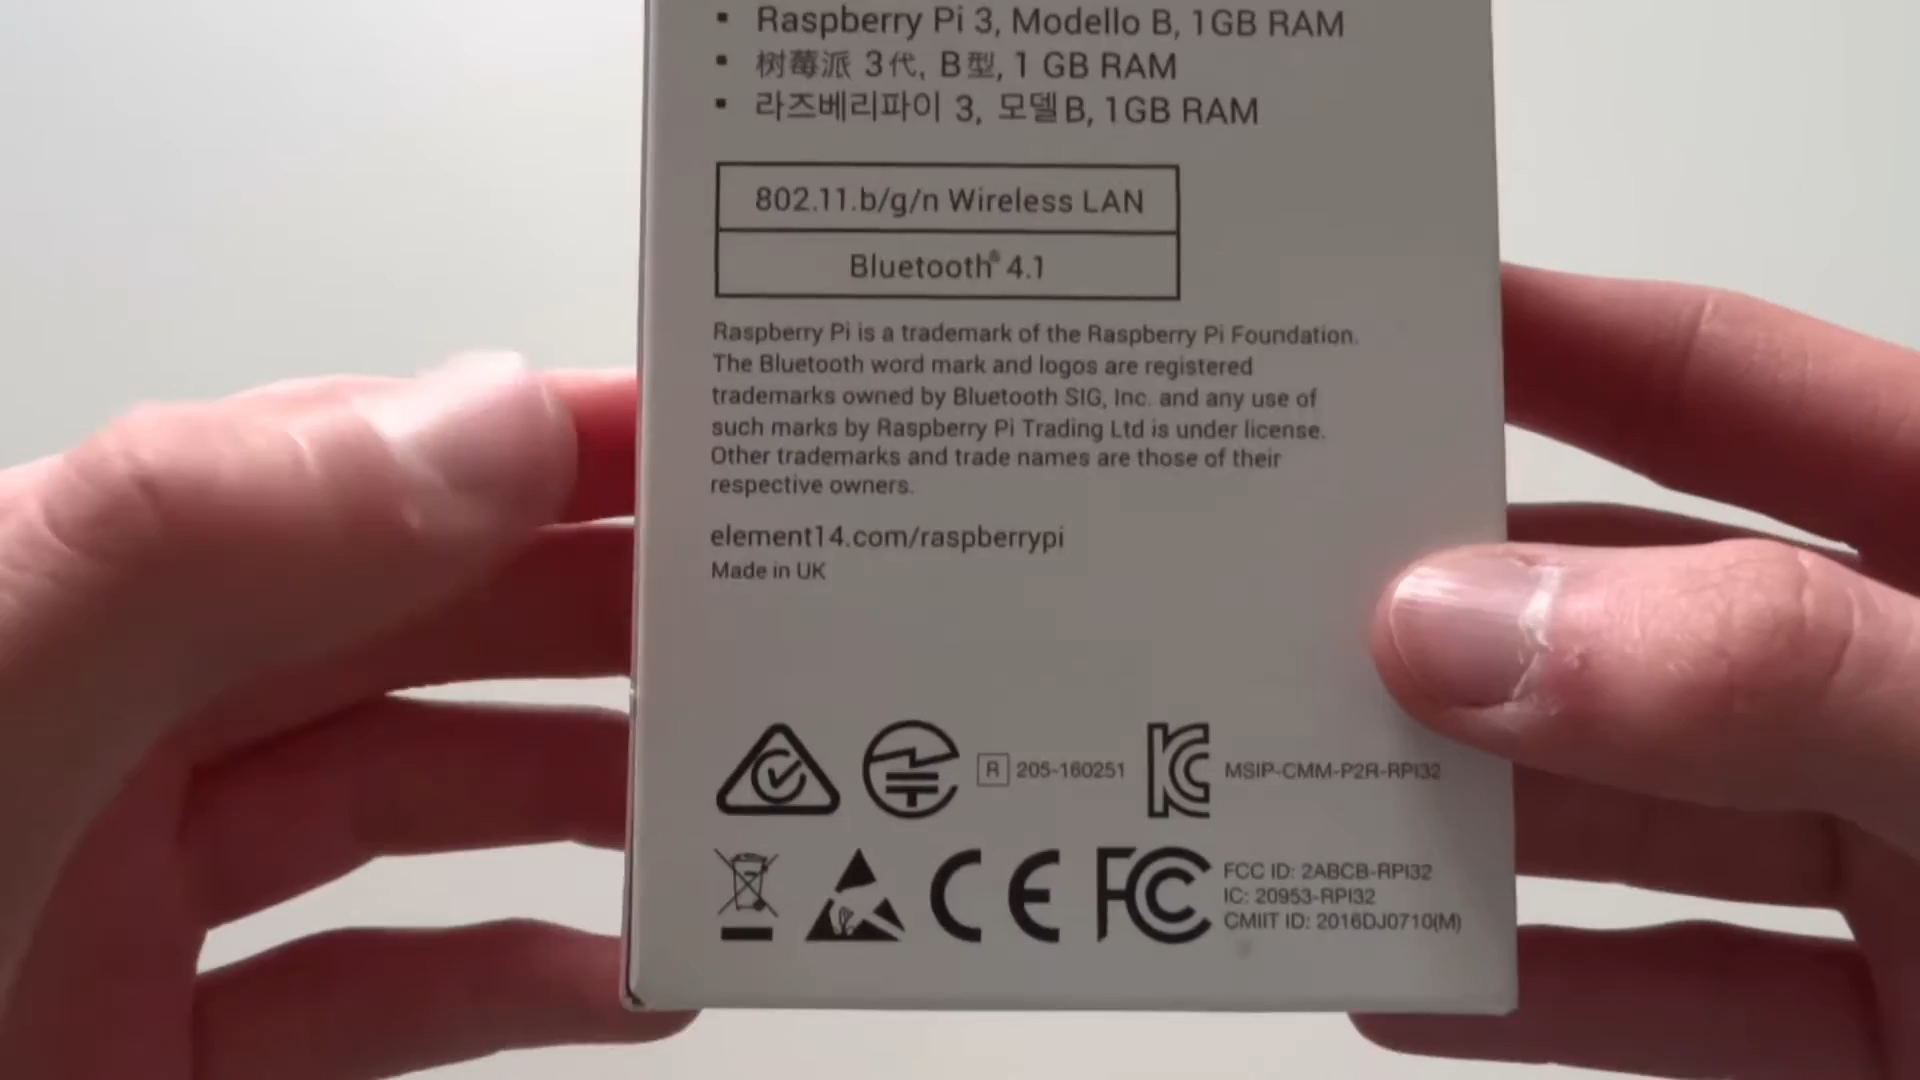 ▪ Raspberry Pi 3, Modello B, 1GB RAM
▪ 树莓派 3代, B型, 1 GB RAM
▪ 라즈베리파이 3, 모델B, 1GB RAM
802.11.b/g/n Wireless LAN
Bluetooth® 4.1
Raspberry Pi is a trademark of the Raspberry Pi Foundation.
The Bluetooth word mark and logos are registered
trademarks owned by Bluetooth SIG, Inc. and any use of
such marks by Raspberry Pi Trading Ltd is under license.
Other trademarks and trade names are those of their
respective owners.
element14.com/raspberrypi
Made in UK
R 205-160251 MSIP-CMM-P2R-RPI32
CE FC FCC ID: 2ABCB-RPI32
IC: 20953-RPI32
CMIIT ID: 2016DJ0710(M)